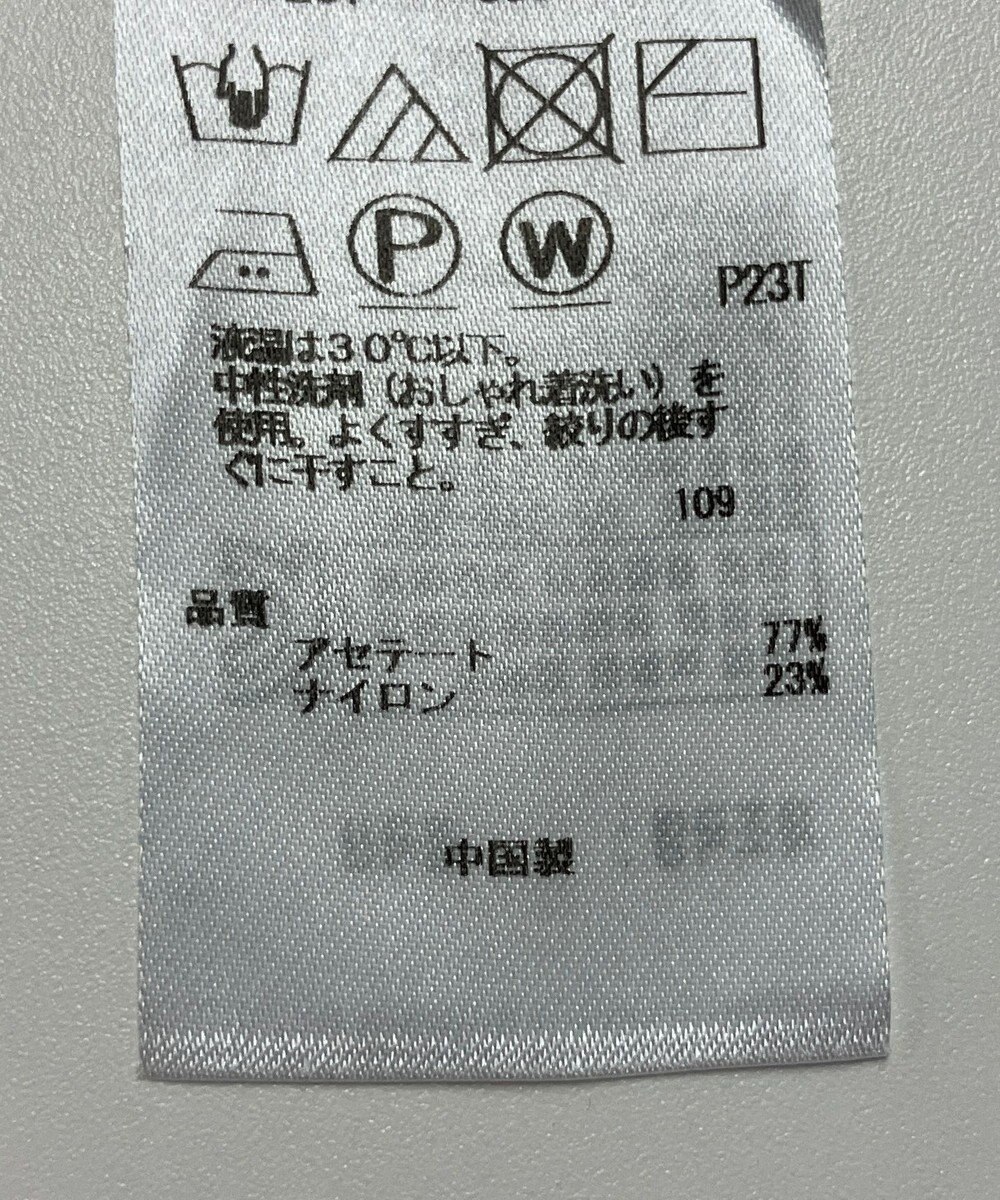 P
W
P23T
液温は30℃以下。
中性洗剤(おしゃれ着洗い)を
使用。よくすすぎ、絞りの後す
ぐに干すこと。
109
品質
アセテート 77%
ナイロン 23%
中国製